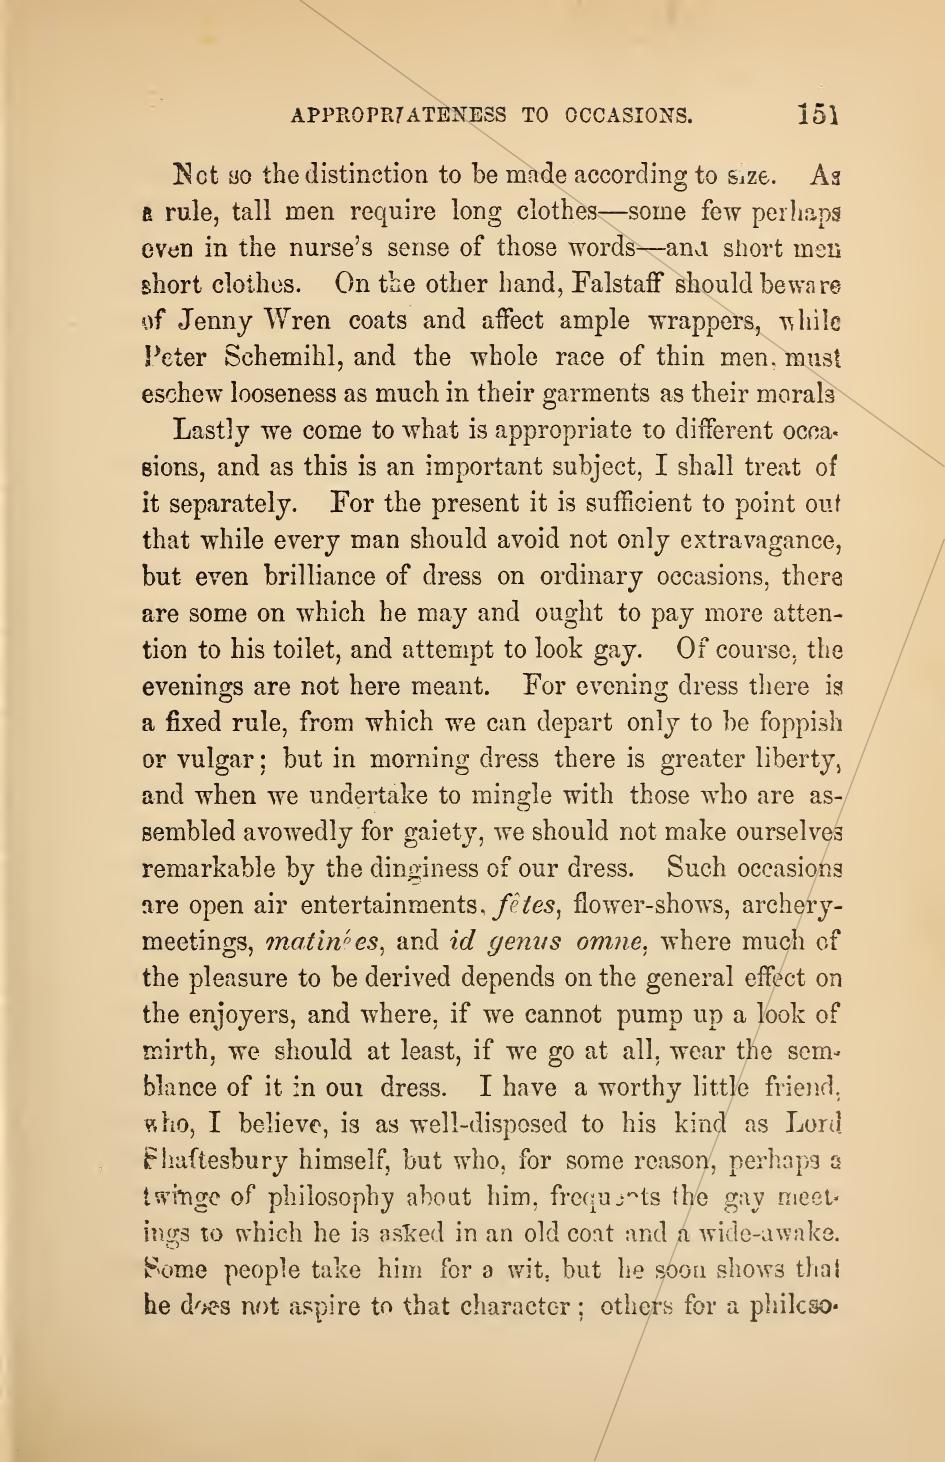 APPROPRIATENESS TO OCCASIONS. 151
Not so the distinction to be made according to size. As
a rule, tall men require long clothes—some few perhaps
even in the nurse's sense of those words—and short men
short clothes. On the other hand, Falstaff should beware
of Jenny Wren coats and affect ample wrappers, while
Peter Schemihl, and the whole race of thin men, must
eschew looseness as much in their garments as their morals
Lastly we come to what is appropriate to different occa-
sions, and as this is an important subject, I shall treat of
it separately. For the present it is sufficient to point out
that while every man should avoid not only extravagance,
but even brilliance of dress on ordinary occasions, there
are some on which he may and ought to pay more atten-
tion to his toilet, and attempt to look gay. Of course, the
evenings are not here meant. For evening dress there is
a fixed rule, from which we can depart only to be foppish
or vulgar; but in morning dress there is greater liberty,
and when we undertake to mingle with those who are as-
sembled avowedly for gaiety, we should not make ourselves
remarkable by the dinginess of our dress. Such occasions
are open air entertainments, fêtes, flower-shows, archery-
meetings, matinées, and id genus omne, where much of
the pleasure to be derived depends on the general effect on
the enjoyers, and where, if we cannot pump up a look of
mirth, we should at least, if we go at all, wear the sem-
blance of it in our dress. I have a worthy little friend,
who, I believe, is as well-disposed to his kind as Lord
Shaftesbury himself, but who, for some reason, perhaps a
twinge of philosophy about him, frequents the gay meet-
ings to which he is asked in an old coat and a wide-awake.
Some people take him for a wit, but he soon shows that
he does not aspire to that character; others for a philoso-